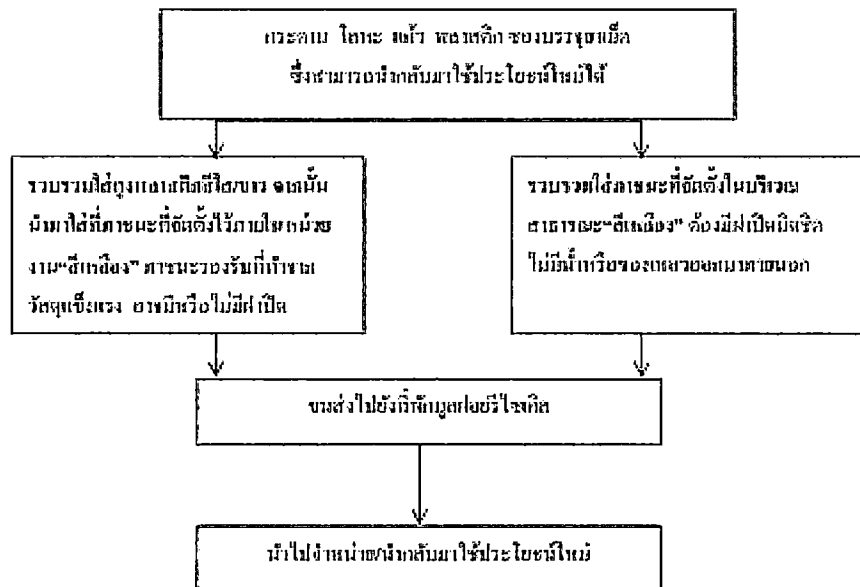 กระดาษ โลหะ แก้ว พลาสติก ซองบรรจุยาเม็ด
ซึ่งสามารถนำกลับมาใช้ประโยชน์ใหม่ได้
รวบรวมใส่ถุงพลาสติกสีใส/ขาว จากนั้น
นำมาใส่ที่ภาชนะที่จัดตั้งไว้ภายในหน่วย
งาน“สีเหลือง” ภาชนะรองรับที่ทำจาก
วัสดุแข็งแรง อาจมีหรือไม่มีฝาเปิด
รวบรวมใส่ภาชนะที่จัดตั้งในบริเวณ
สาธารณะ“สีเหลือง” ต้องมีฝาเปิดมิดชิด
ไม่มีน้ำหรือของเหลวออกมาภายนอก
ขนส่งไปยังที่พักมูลฝอยรีไซเคิล
นำไปจำหน่าย/นำกลับมาใช้ประโยชน์ใหม่